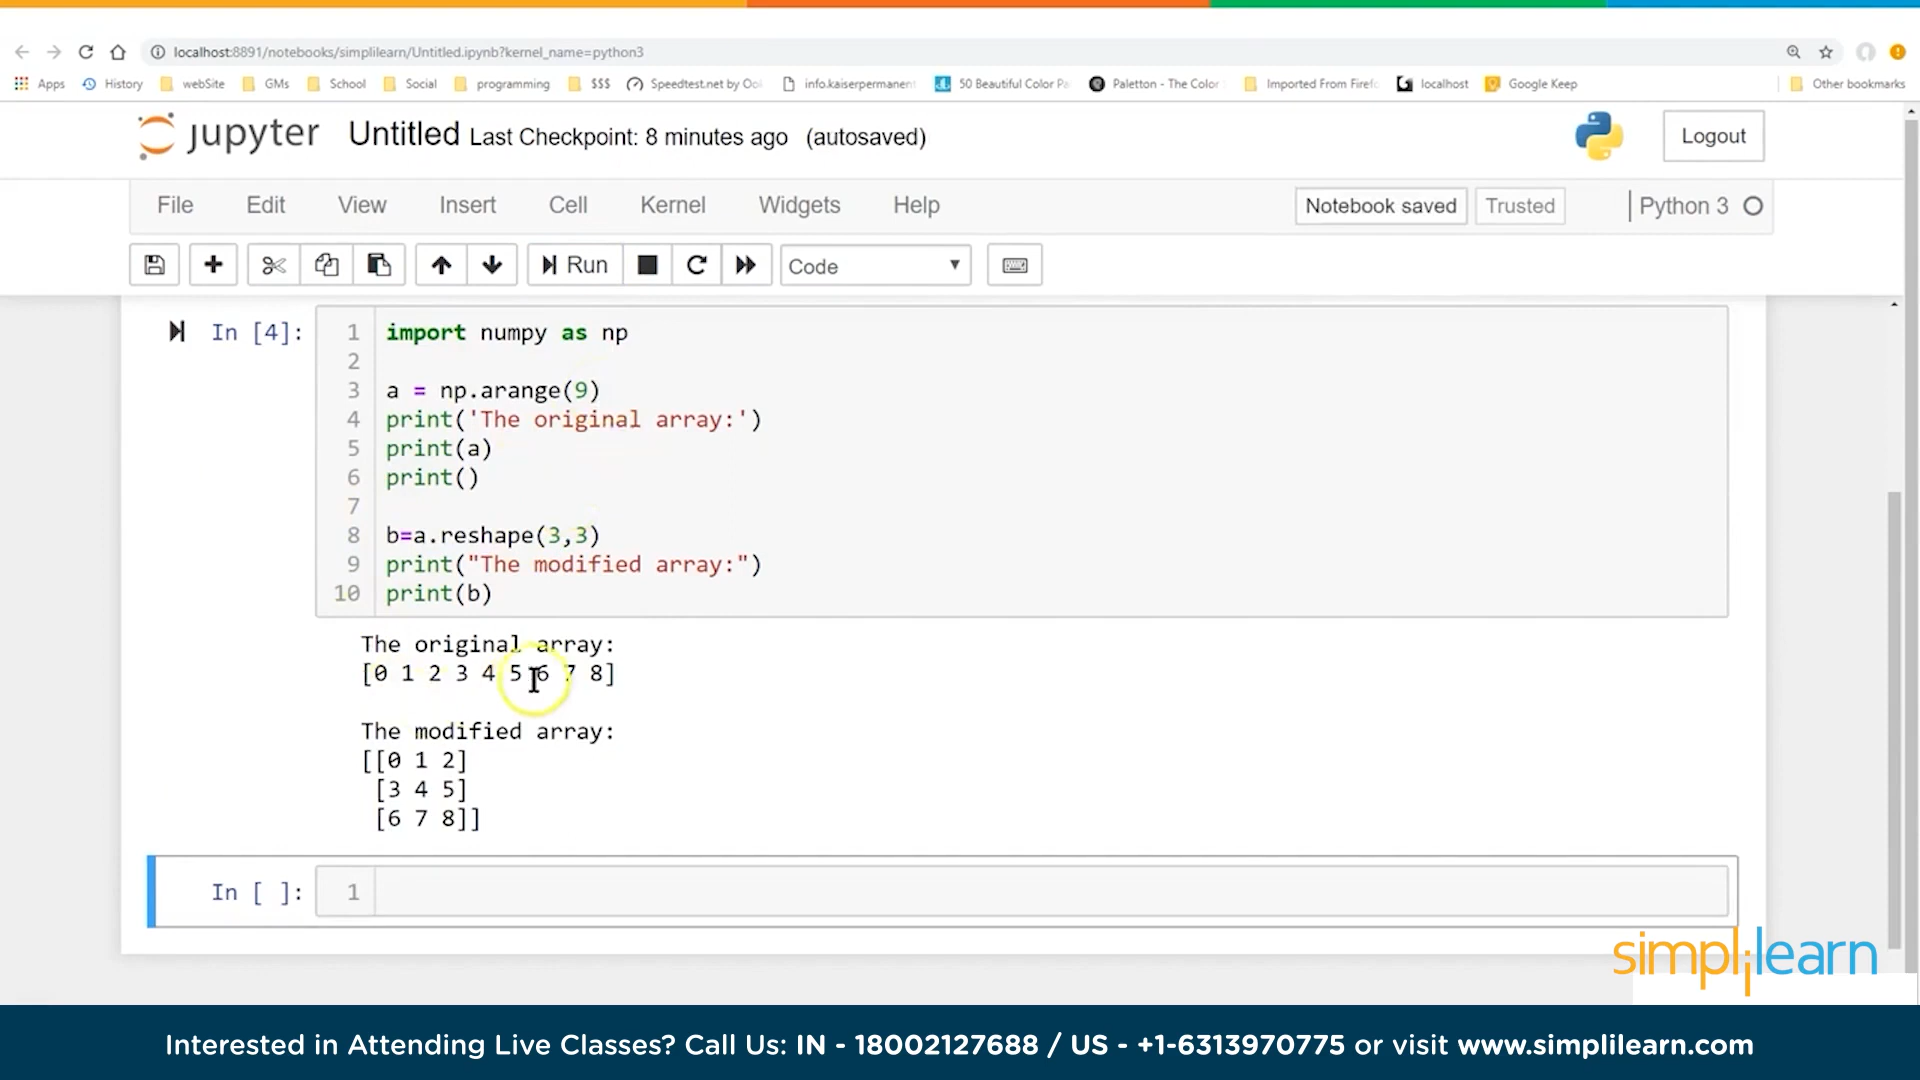 localhost:8891/notebooks/simplilearn/Untitled.ipynb?kernel_name=python3
Apps History webSite GMs School Social programming $$$ Speedtest.net by Ook info.kaiserpermanent 50 Beautiful Color Pa Paletton - The Color Imported From Firefo localhost Google Keep Other bookmarks
jupyter Untitled Last Checkpoint: 8 minutes ago (autosaved) Logout
File Edit View Insert Cell Kernel Widgets Help Notebook saved Trusted Python 3
Run Code
In [4]: 1 import numpy as np
2
3 a = np.arange(9)
4 print('The original array:')
5 print(a)
6 print()
7
8 b=a.reshape(3,3)
9 print("The modified array:")
10 print(b)
The original array:
[0 1 2 3 4 5 6 7 8]
The modified array:
[[0 1 2]
[3 4 5]
[6 7 8]]
In [ ]: 1
simplilearn
Interested in Attending Live Classes? Call Us: IN - 18002127688 / US - +1-6313970775 or visit www.simplilearn.com